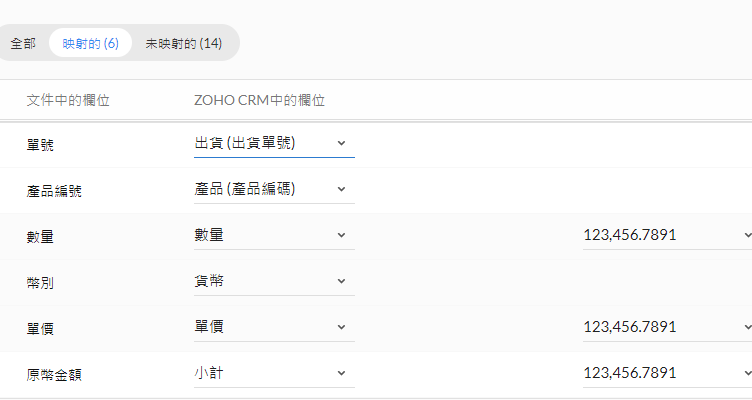 全部 映射的 (6) 未映射的 (14)
文件中的欄位 ZOHO CRM中的欄位
單號 出貨 (出貨單號)
產品編號 產品 (產品編碼)
數量 數量 123,456.7891
幣別 貨幣
單價 單價 123,456.7891
原幣金額 小計 123,456.7891